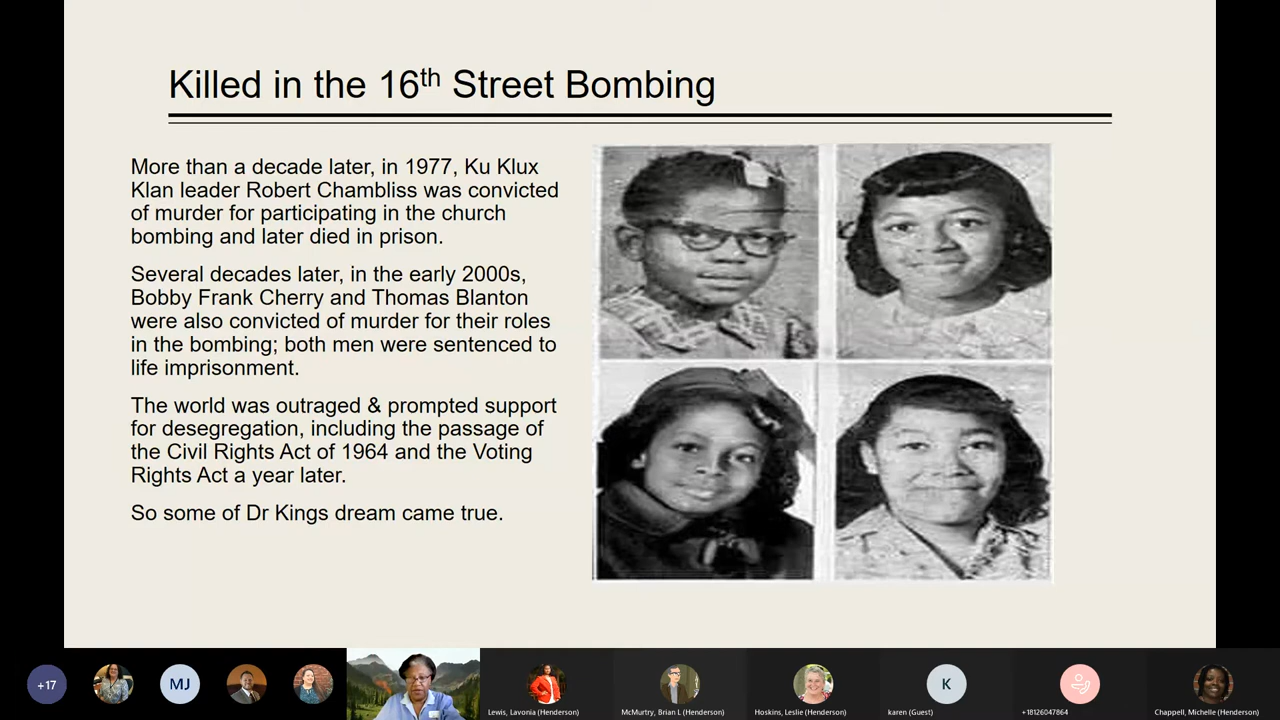 Killed in the 16th Street Bombing
More than a decade later, in 1977, Ku Klux
Klan leader Robert Chambliss was convicted
of murder for participating in the church
bombing and later died in prison.
Several decades later, in the early 2000s,
Bobby Frank Cherry and Thomas Blanton
were also convicted of murder for their roles
in the bombing; both men were sentenced to
life imprisonment.
The world was outraged & prompted support
for desegregation, including the passage of
the Civil Rights Act of 1964 and the Voting
Rights Act a year later.
So some of Dr Kings dream came true.
+17
MJ
K
Lewis, Lavonia (Henderson)
McMurtry, Brian L (Henderson)
Hoskins, Leslie (Henderson)
karen (Guest)
+18126047864
Chappell, Michelle (Henderson)